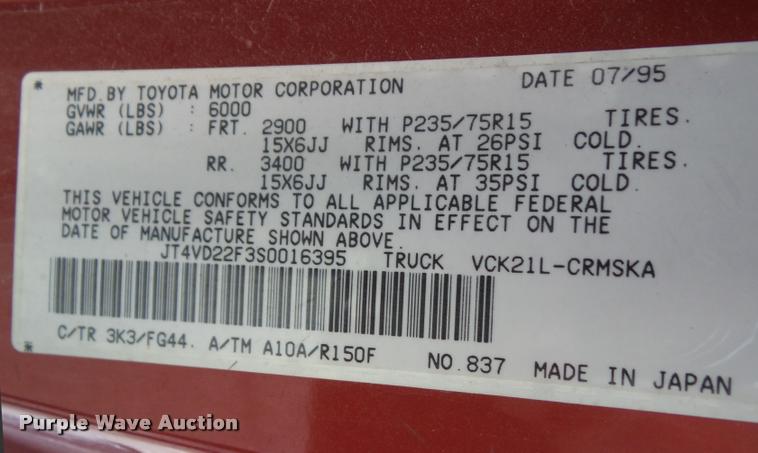 * MFD.BY TOYOTA MOTOR CORPORATION DATE 07/95
GVWR (LBS) : 6000
GAWR (LBS) : FRT. 2900 WITH P235/75R15 TIRES.
15X6JJ RIMS. AT 26PSI COLD.
RR. 3400 WITH P235/75R15 TIRES.
15X6JJ RIMS. AT 35PSI COLD.
THIS VEHICLE CONFORMS TO ALL APPLICABLE FEDERAL
MOTOR VEHICLE SAFETY STANDARDS IN EFFECT ON THE
DATE OF MANUFACTURE SHOWN ABOVE.
JT4VD22F3S0016395 TRUCK VCK21L-CRMSKA
C/TR 3K3/FG44. A/TM A10A/R150F NO.837 MADE IN JAPAN
*
Purple Wave Auction